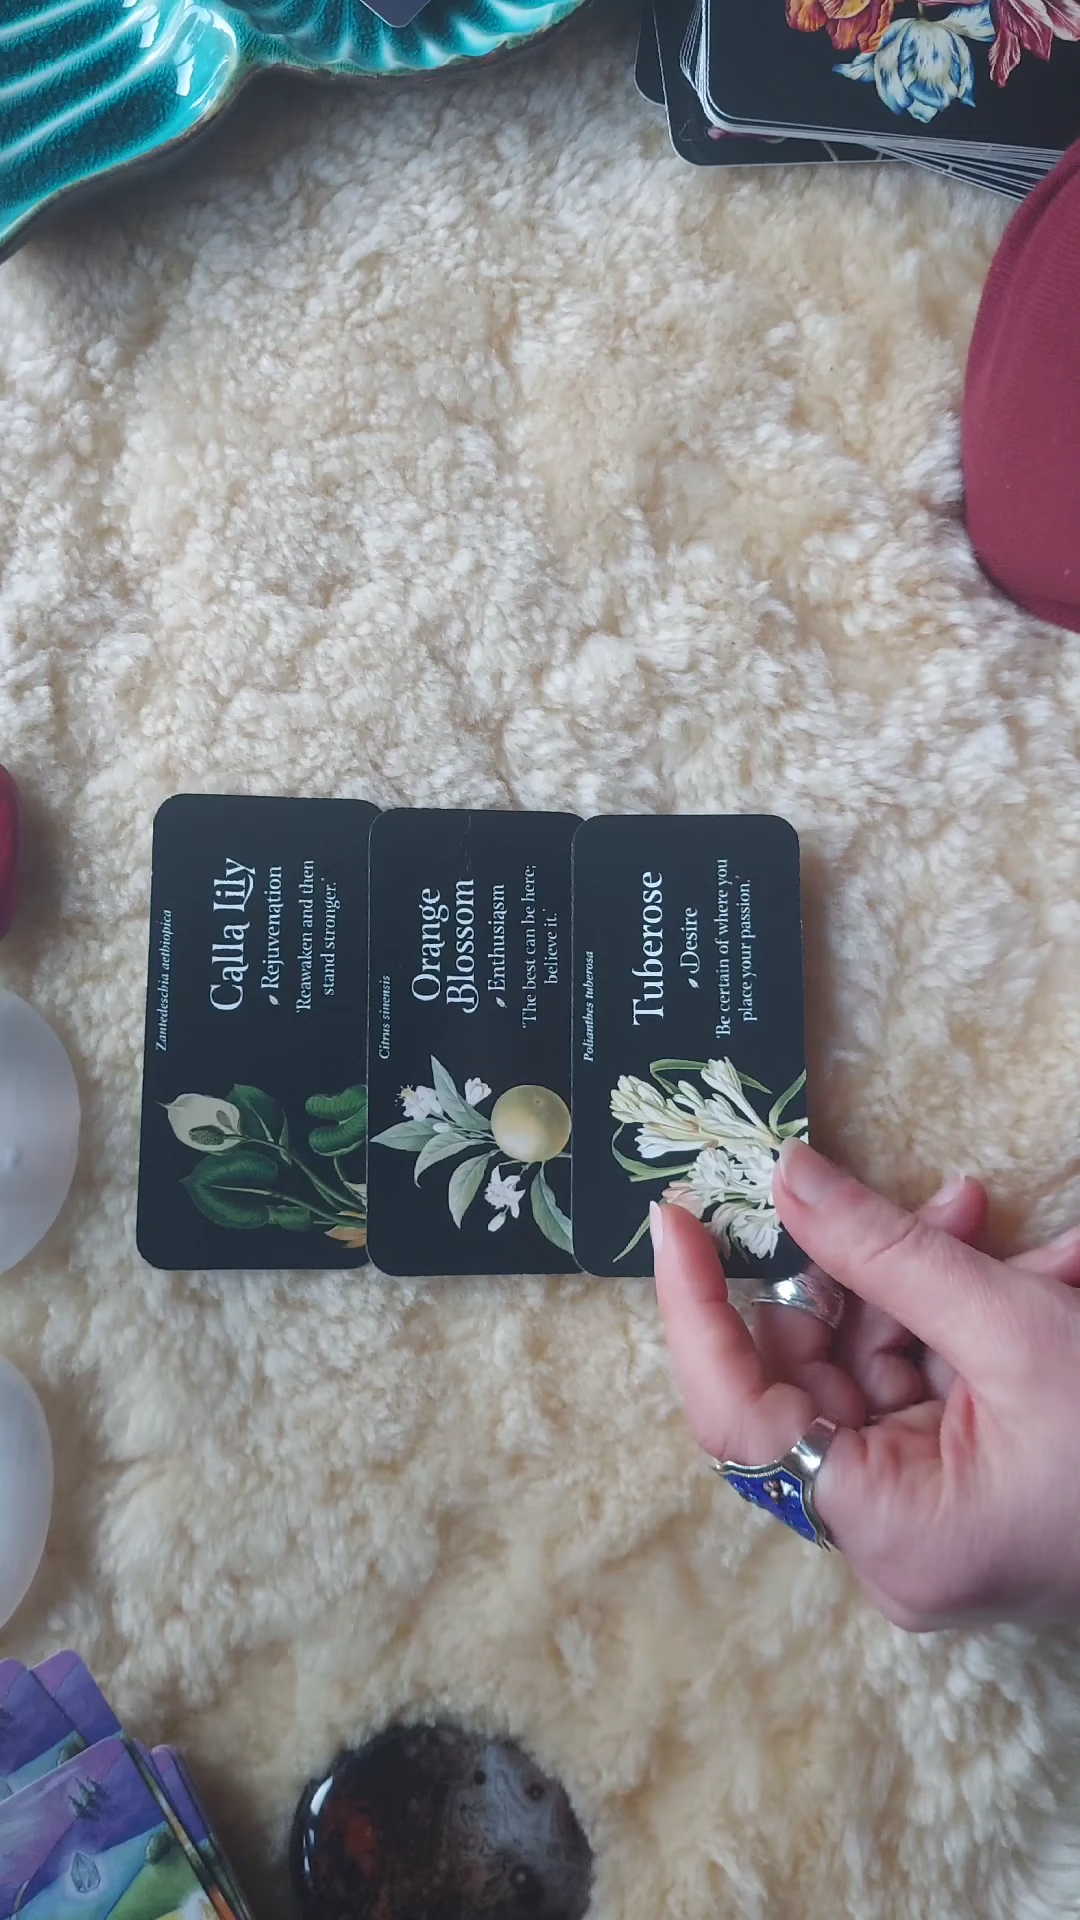 Zantedeschia aethiopica
Calla Lily
Rejuvenation
'Reawaken and then
stand stronger.'
Citrus sinensis
Orange
Blossom
Enthusiasm
'The best can be here;
believe it.'
Polianthes tuberosa
Tuberose
Desire
'Be certain of where you
place your passion.'